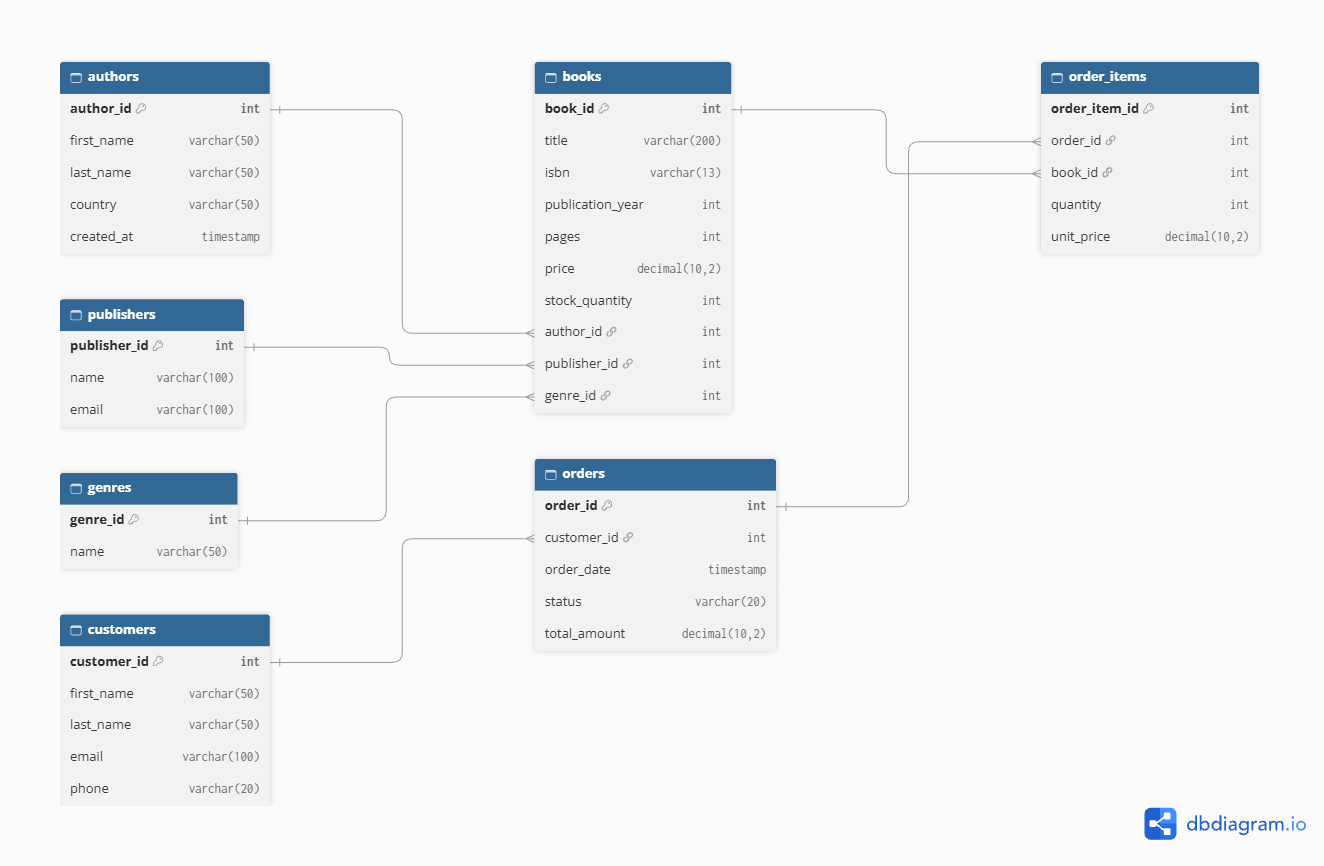 authors
author_id int
first_name varchar(50)
last_name varchar(50)
country varchar(50)
created_at timestamp
publishers
publisher_id int
name varchar(100)
email varchar(100)
genres
genre_id int
name varchar(50)
customers
customer_id int
first_name varchar(50)
last_name varchar(50)
email varchar(100)
phone varchar(20)
books
book_id int
title varchar(200)
isbn varchar(13)
publication_year int
pages int
price decimal(10,2)
stock_quantity int
author_id int
publisher_id int
genre_id int
orders
order_id int
customer_id int
order_date timestamp
status varchar(20)
total_amount decimal(10,2)
order_items
order_item_id int
order_id int
book_id int
quantity int
unit_price decimal(10,2)
dbdiagram.io